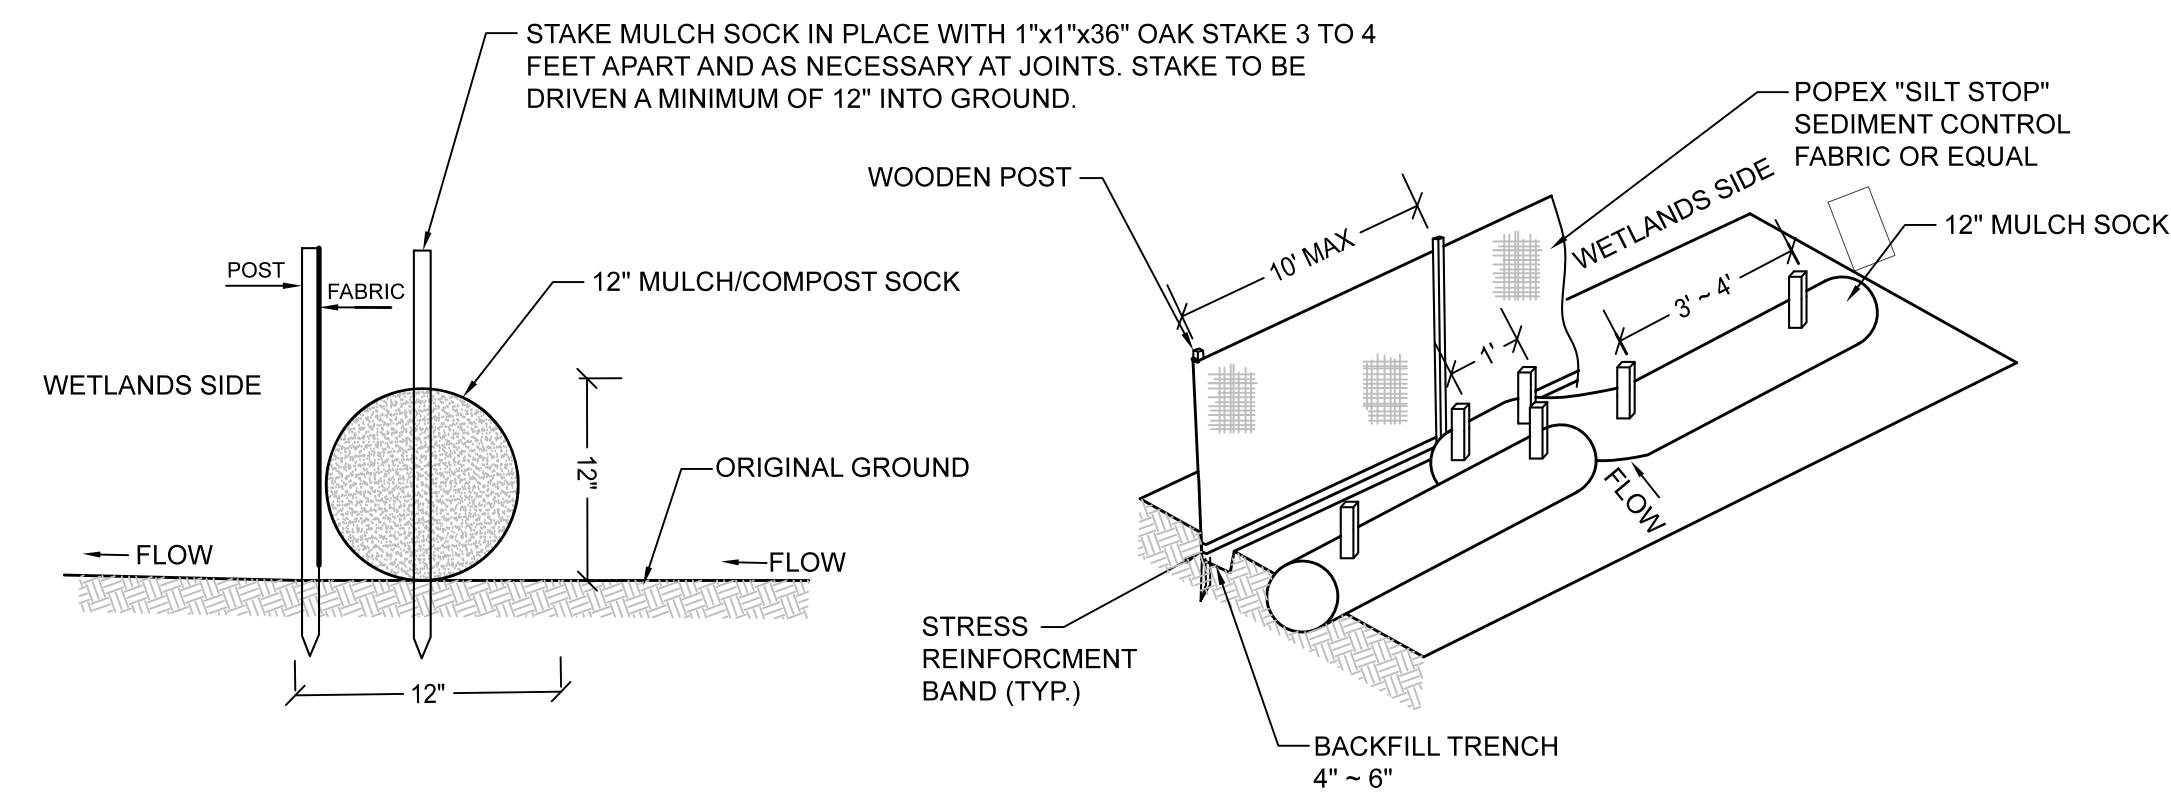 STAKE MULCH SOCK IN PLACE WITH 1"x1"x36" OAK STAKE 3 TO 4
FEET APART AND AS NECESSARY AT JOINTS. STAKE TO BE
DRIVEN A MINIMUM OF 12" INTO GROUND.
POST
FABRIC
12" MULCH/COMPOST SOCK
WETLANDS SIDE
12"
ORIGINAL GROUND
FLOW
FLOW
12"
POPEX "SILT STOP"
SEDIMENT CONTROL
FABRIC OR EQUAL
WOODEN POST
WETLANDS SIDE
12" MULCH SOCK
10' MAX
3' ~ 4'
1'
FLOW
STRESS
REINFORCMENT
BAND (TYP.)
BACKFILL TRENCH
4" ~ 6"